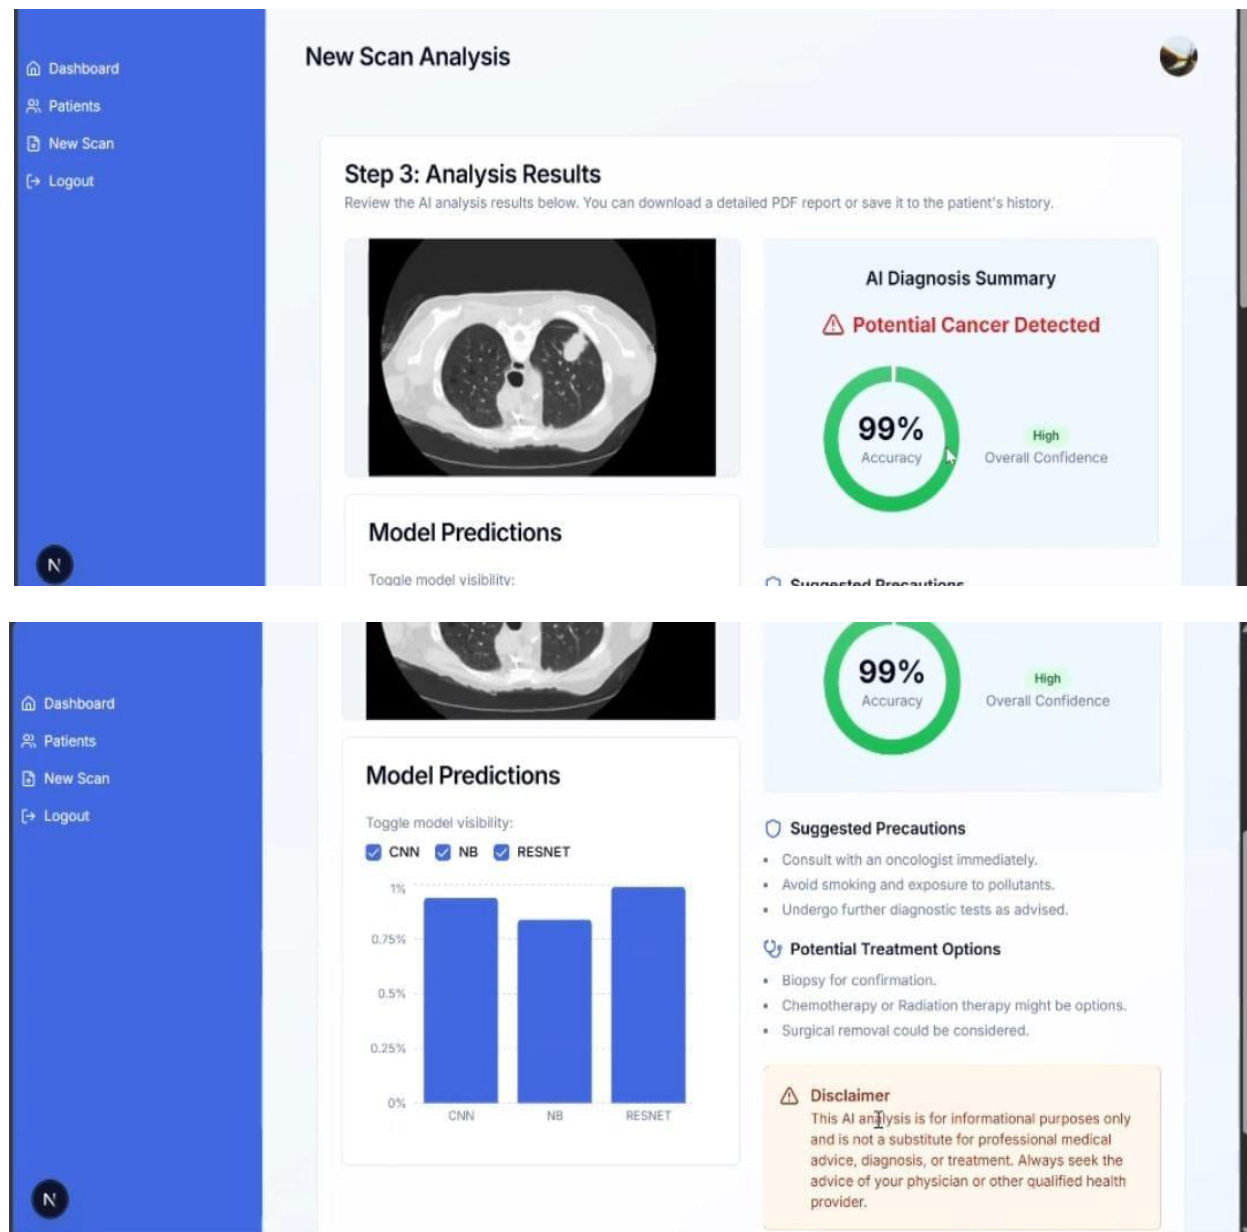 New Scan Analysis
Dashboard
Patients
New Scan
Logout
Step 3: Analysis Results
Review the AI analysis results below. You can download a detailed PDF report or save it to the patient's history.
AI Diagnosis Summary
Potential Cancer Detected
99%
Accuracy
High
Overall Confidence
Model Predictions
Toggle model visibility:
Suggested Precautions
N
Dashboard
Patients
New Scan
Logout
99%
Accuracy
High
Overall Confidence
Model Predictions
Toggle model visibility:
CNN NB RESNET
1%
0.75%
0.5%
0.25%
0%
CNN NB RESNET
Suggested Precautions
Consult with an oncologist immediately.
Avoid smoking and exposure to pollutants.
Undergo further diagnostic tests as advised.
Potential Treatment Options
Biopsy for confirmation.
Chemotherapy or Radiation therapy might be options.
Surgical removal could be considered.
Disclaimer
This AI analysis is for informational purposes only
and is not a substitute for professional medical
advice, diagnosis, or treatment. Always seek the
advice of your physician or other qualified health
provider.
N